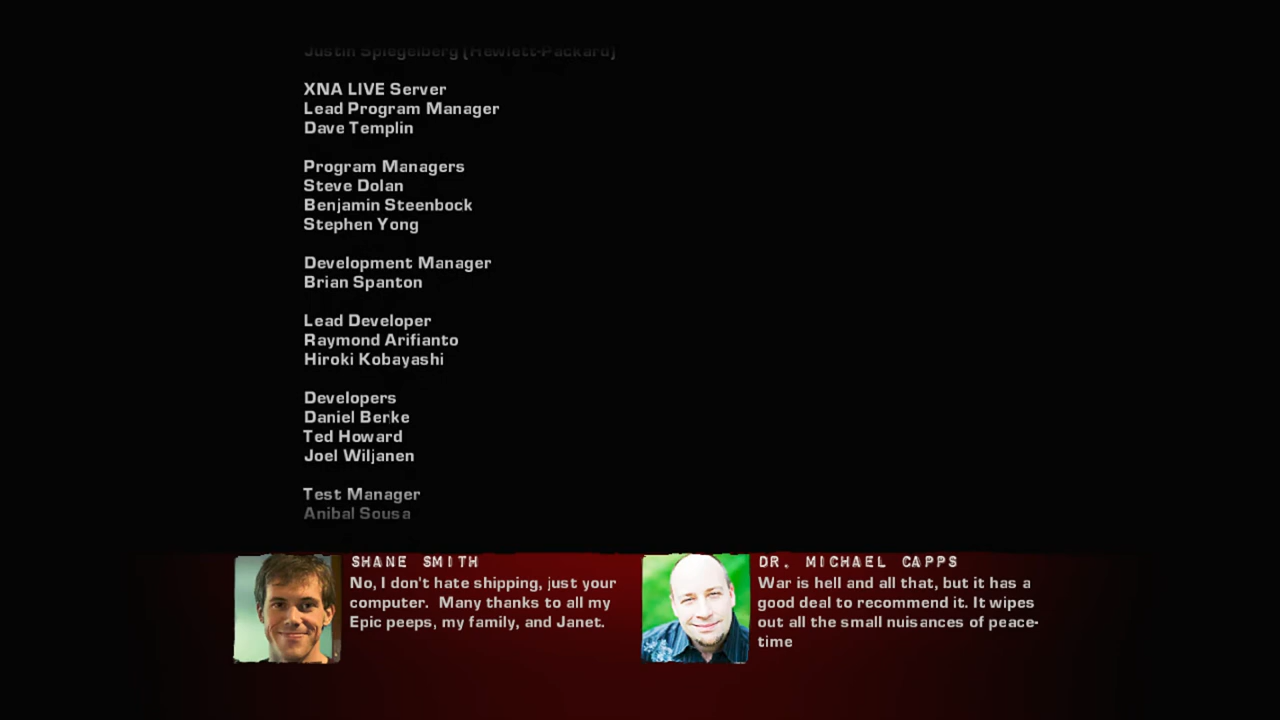 Justin Spiegelberg (Hewlett-Packard)
XNA LIVE Server
Lead Program Manager
Dave Templin
Program Managers
Steve Dolan
Benjamin Steenbock
Stephen Yong
Development Manager
Brian Spanton
Lead Developer
Raymond Arifianto
Hiroki Kobayashi
Developers
Daniel Berke
Ted Howard
Joel Wiljanen
Test Manager
Anibal Sousa
SHANE SMITH
No, I don't hate shipping, just your
computer. Many thanks to all my
Epic peeps, my family, and Janet.
DR. MICHAEL CAPPS
War is hell and all that, but it has a
good deal to recommend it. It wipes
out all the small nuisances of peace-
time